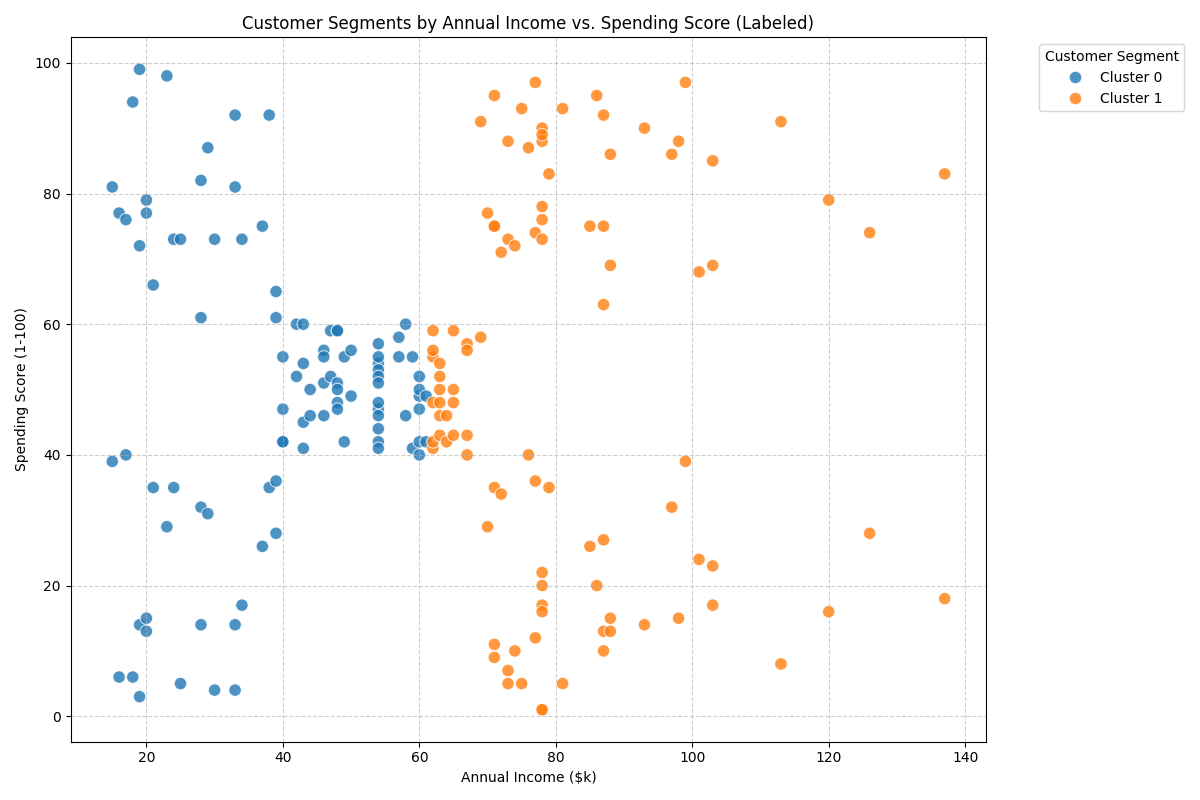 Customer Segments by Annual Income vs. Spending Score (Labeled)
Customer Segment
Cluster 0
Cluster 1
Spending Score (1-100)
100
80
60
40
20
0
20
40
60
80
100
120
140
Annual Income ($k)